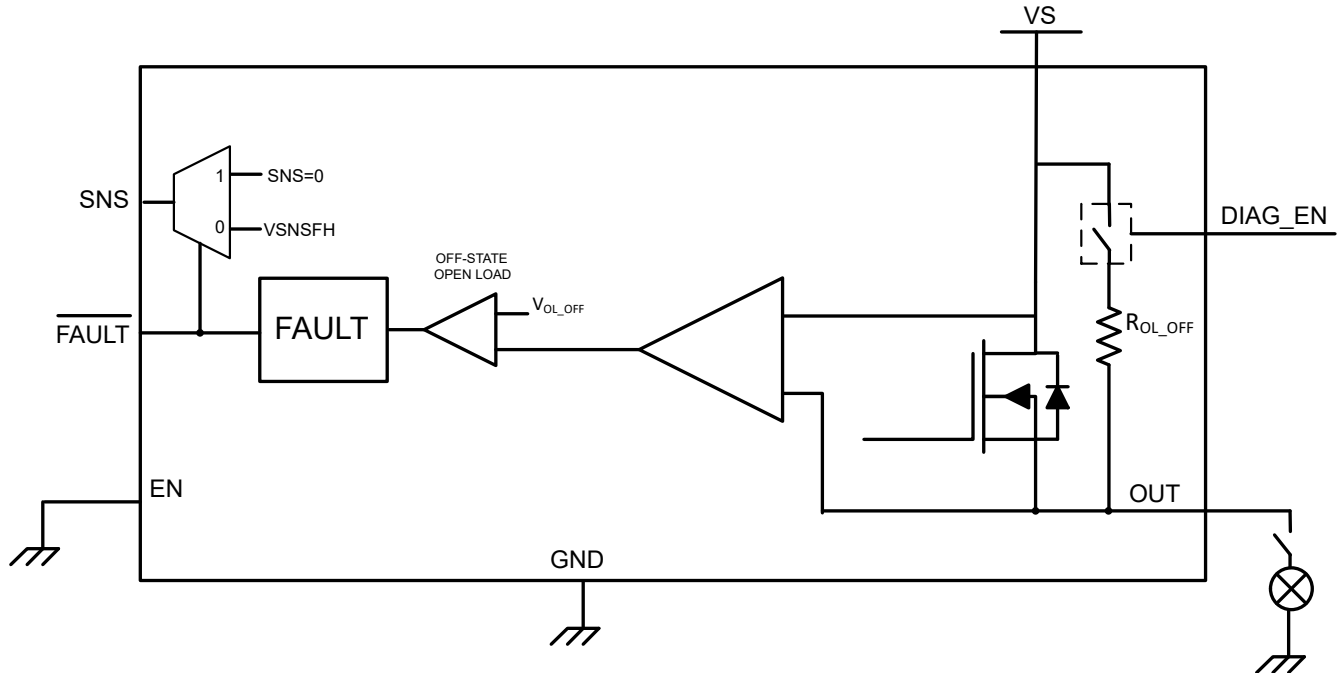 VS
SNS
1
SNS=0
0
VSNSFH
DIAG_EN
OFF-STATE
OPEN LOAD
VOL_OFF
FAULT
FAULT
ROL_OFF
EN
OUT
GND